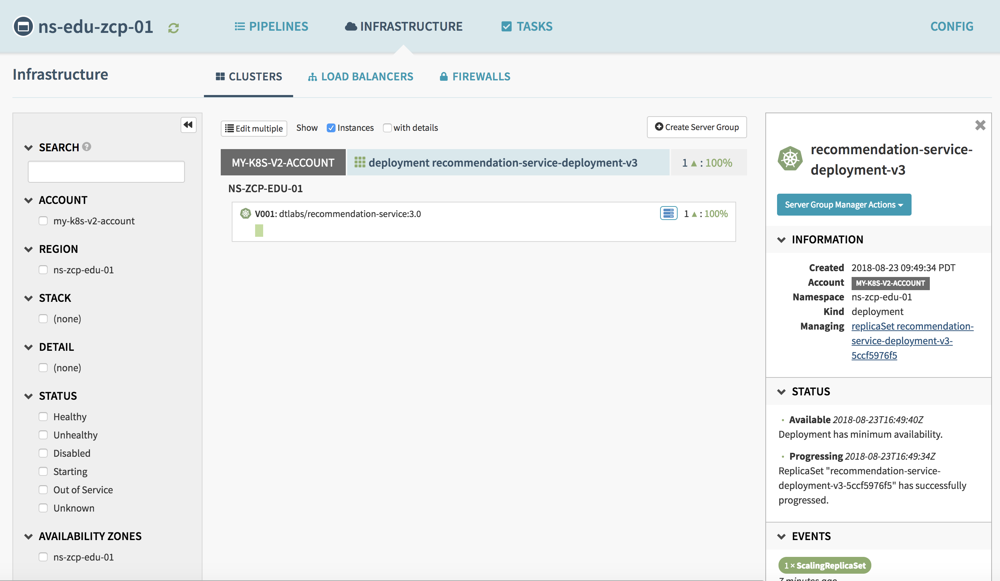 ns-edu-zcp-01
PIPELINES
INFRASTRUCTURE
TASKS
CONFIG
Infrastructure
CLUSTERS
LOAD BALANCERS
FIREWALLS
SEARCH ?
ACCOUNT
my-k8s-v2-account
REGION
ns-zcp-edu-01
STACK
(none)
DETAIL
(none)
STATUS
Healthy
Unhealthy
Disabled
Starting
Out of Service
Unknown
AVAILABILITY ZONES
ns-zcp-edu-01
Edit multiple
Show
Instances
with details
Create Server Group
MY-K8S-V2-ACCOUNT
deployment recommendation-service-deployment-v3
1 ▲ : 100%
NS-ZCP-EDU-01
V001: dtlabs/recommendation-service:3.0
1 ▲ : 100%
recommendation-service-
deployment-v3
Server Group Manager Actions
INFORMATION
Created 2018-08-23 09:49:34 PDT
Account MY-K8S-V2-ACCOUNT
Namespace ns-zcp-edu-01
Kind deployment
Managing replicaSet recommendation-
service-deployment-v3-
5ccf5976f5
STATUS
• Available 2018-08-23T16:49:40Z
Deployment has minimum availability.
• Progressing 2018-08-23T16:49:34Z
ReplicaSet "recommendation-service-
deployment-v3-5ccf5976f5" has successfully
progressed.
EVENTS
1 × ScalingReplicaSet
7 minutes ago